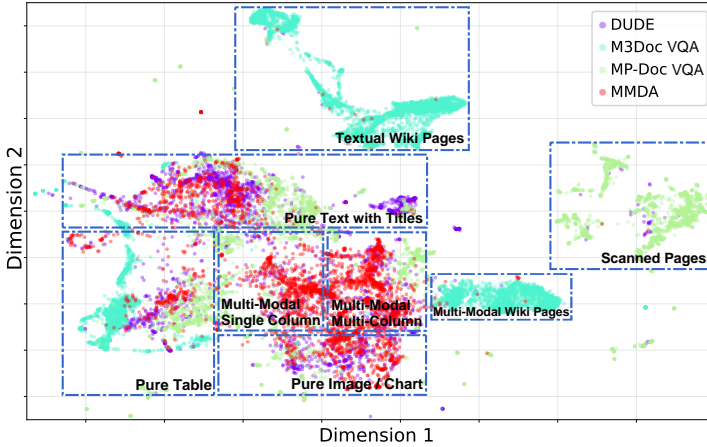 DUDE
M3Doc VQA
MP-Doc VQA
MMDA
Textual Wiki Pages
Dimension 2
Pure Text with Titles
Scanned Pages
Multi-Modal
Single Column
Multi-Modal
Multi-Column
Multi-Modal Wiki Pages
Pure Table
Pure Image / Chart
Dimension 1